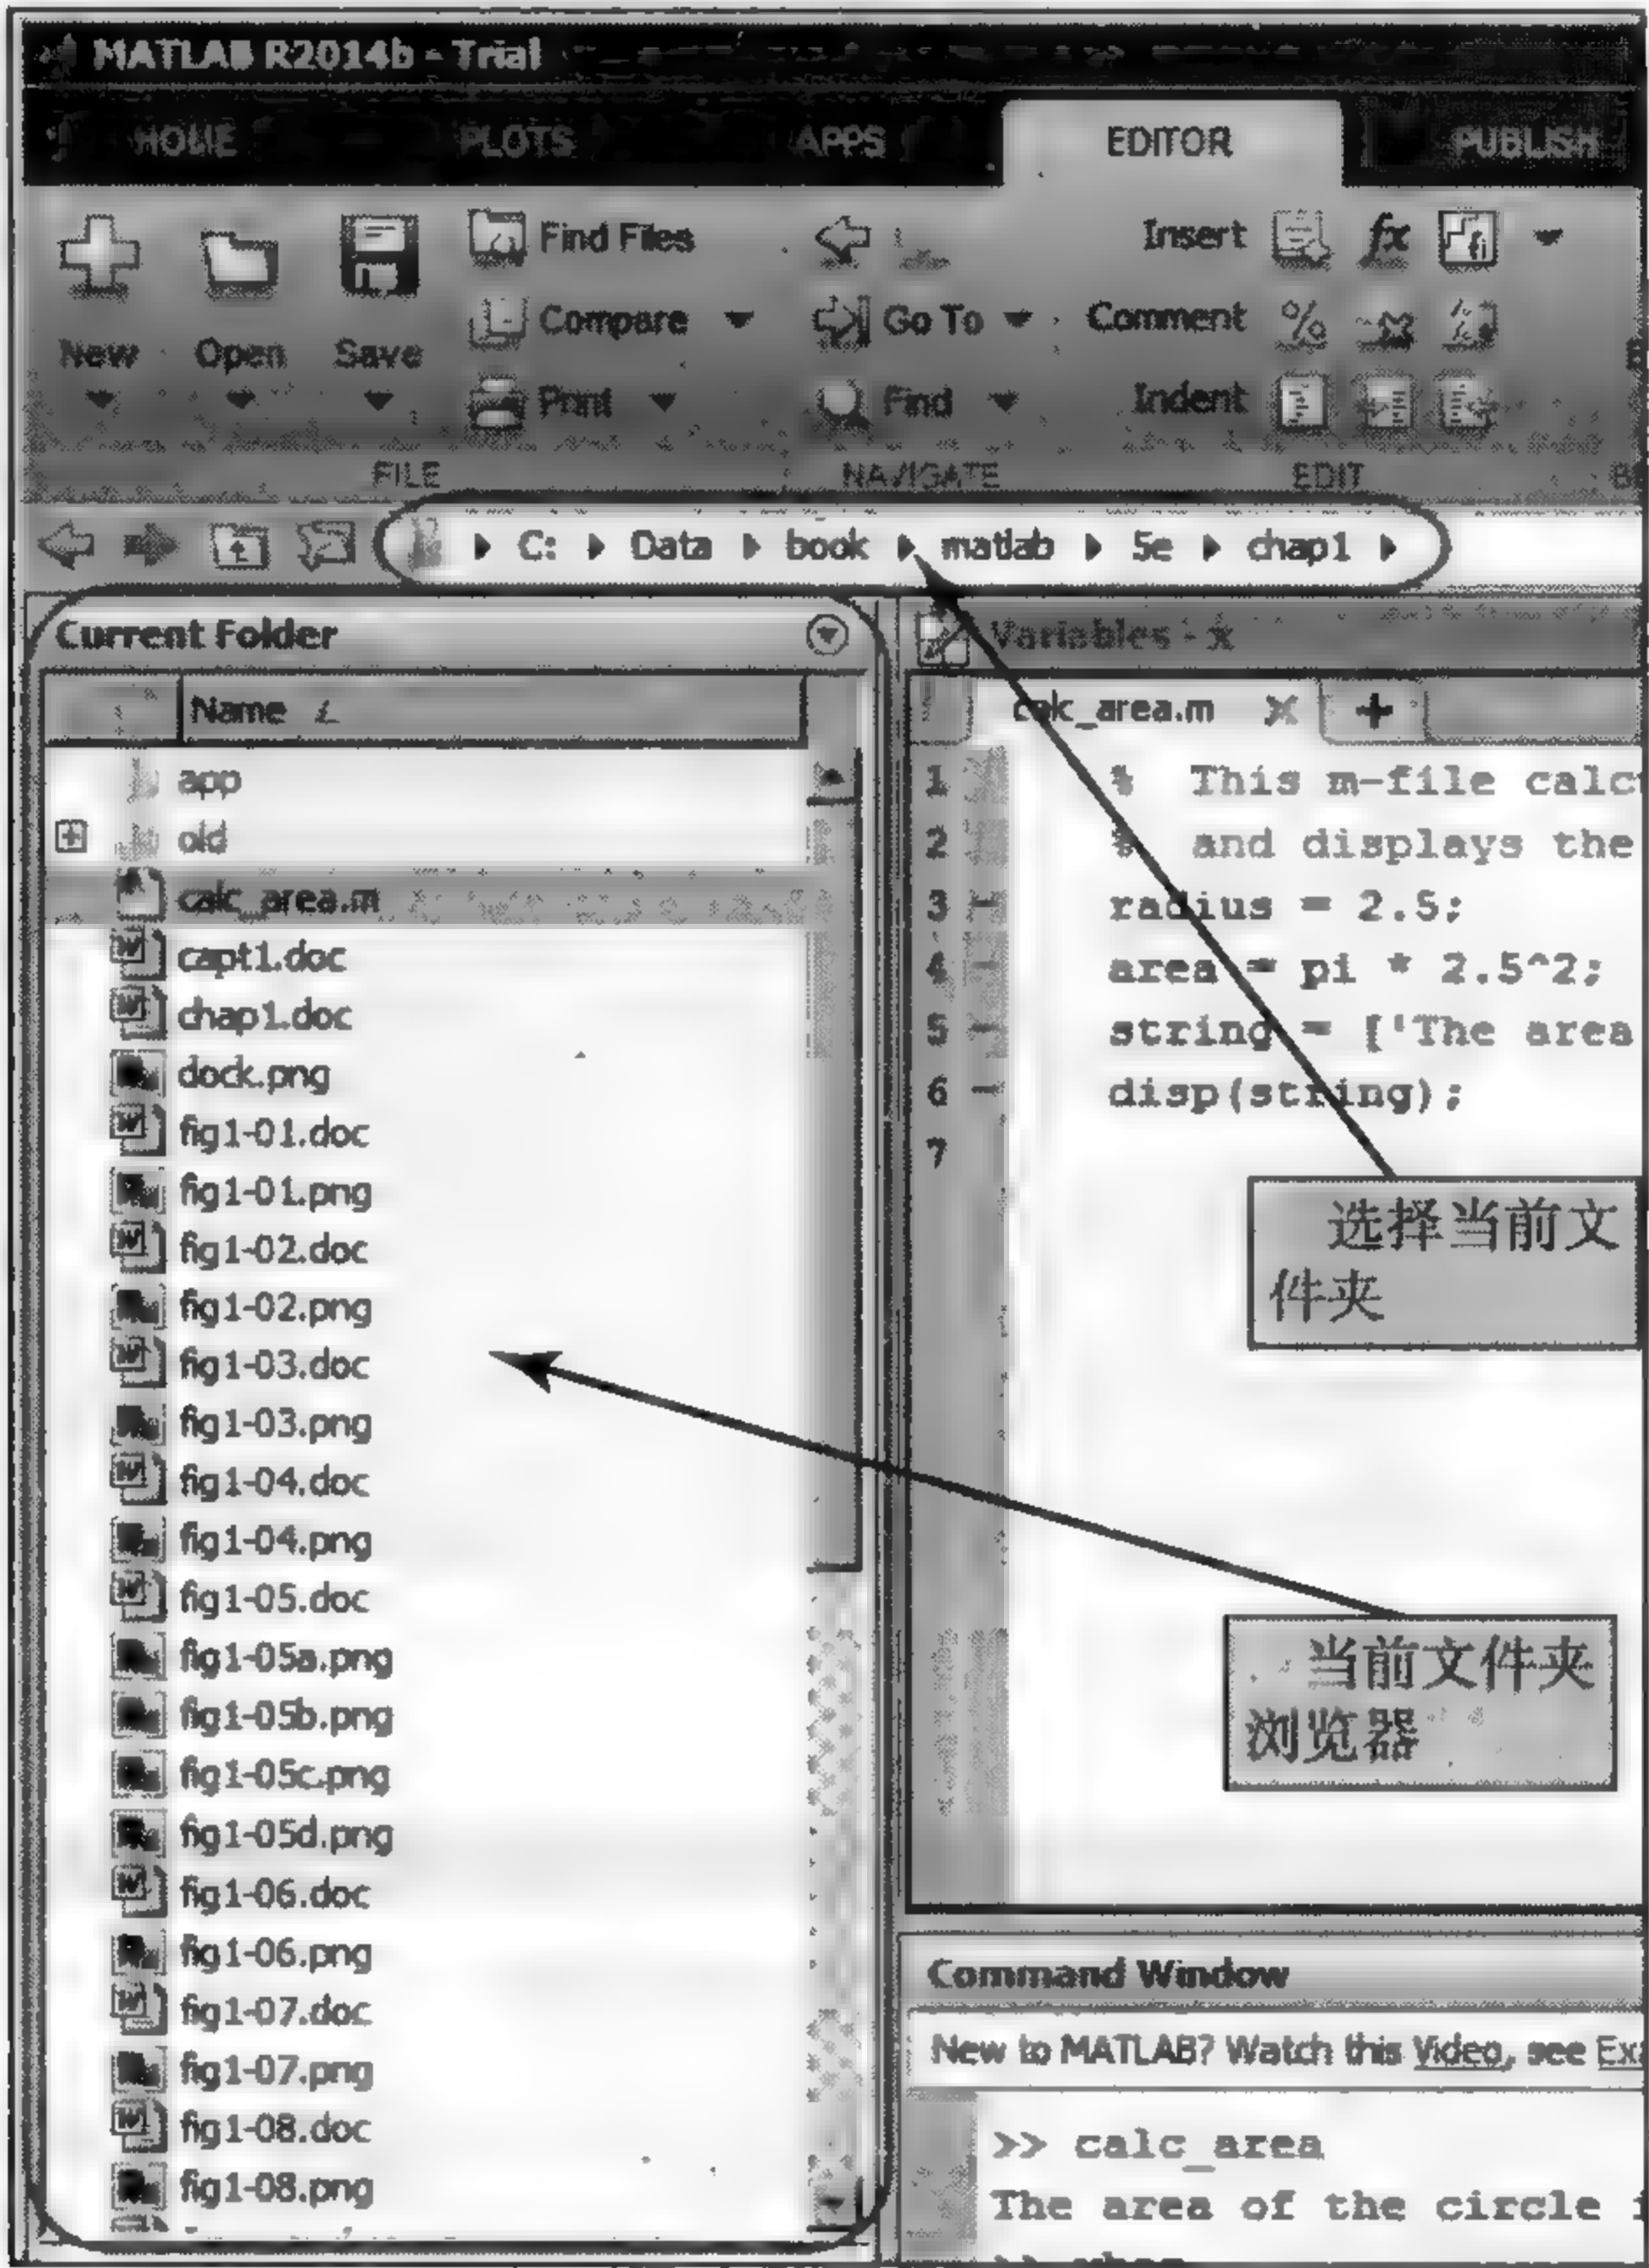 MATLAB R2014b - Trial
HOME PLOTS APPS EDITOR PUBLISH
Find Files Insert
New Open Save Compare Go To Comment
Print Find Indent
FILE NAVIGATE EDIT
C: Data book matlab 5e chap1
Current Folder
Name
app
old
calc_area.m
capt1.doc
chap1.doc
dock.png
fig1-01.doc
fig1-01.png
fig1-02.doc
fig1-02.png
fig1-03.doc
fig1-03.png
fig1-04.doc
fig1-04.png
fig1-05.doc
fig1-05a.png
fig1-05b.png
fig1-05c.png
fig1-05d.png
fig1-06.doc
fig1-06.png
fig1-07.doc
fig1-07.png
fig1-08.doc
fig1-08.png
Variables - x
calc_area.m
1 % This m-file
2 % and displays the
3 radius = 2.5;
4 area = pi * 2.5^2;
5 string = ['The area
6 disp(string);
7
选择当前文
件夹
当前文件夹
浏览器
Command Window
New to MATLAB? Watch this Video, see
>> calc_area
The area of the circle